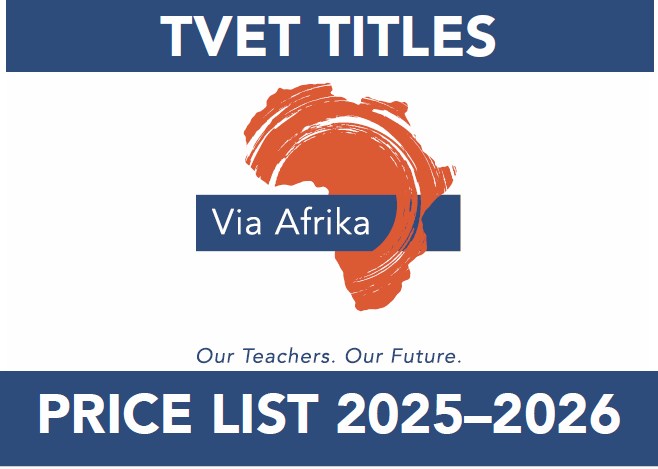 TVET TITLES
Via Afrika
Our Teachers. Our Future.
PRICE LIST 2025–2026